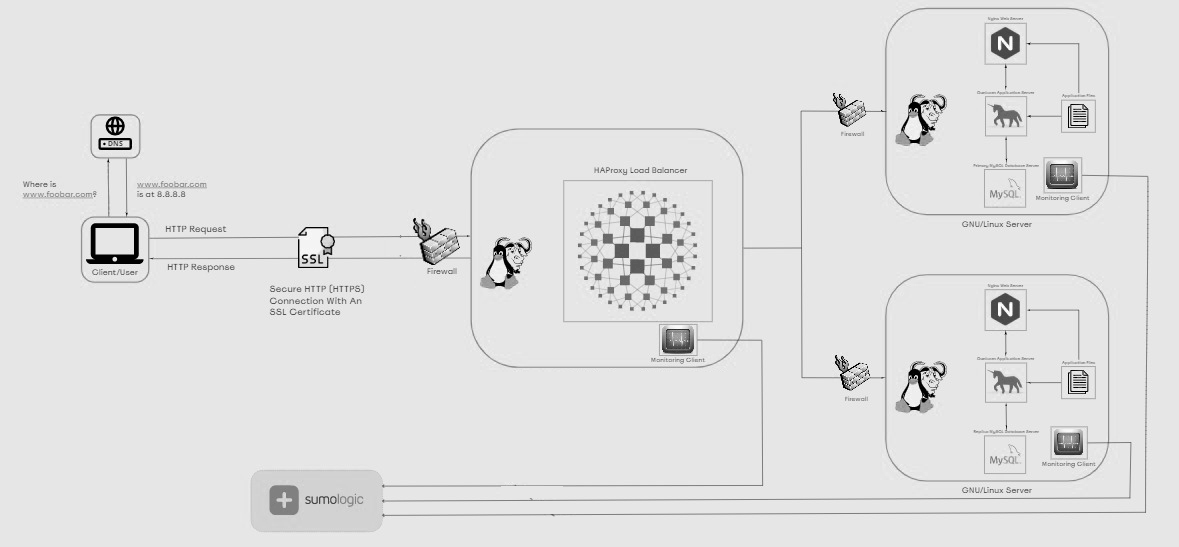 DNS
Where is
www.foobar.com?
www.foobar.com
is at 8.8.8.8
Client/User
HTTP Request
HTTP Response
SSL
Secure HTTP (HTTPS)
Connection With An
SSL Certificate
Firewall
HAProxy Load Balancer
Monitoring Client
Firewall
Nginx Web Server
N
Application Server
Application Files
Primary MySQL Database Server
MySQL
Monitoring Client
GNU/Linux Server
Firewall
Nginx Web Server
N
Application Server
Application Files
Replica MySQL Database Server
MySQL
Monitoring Client
GNU/Linux Server
sumologic